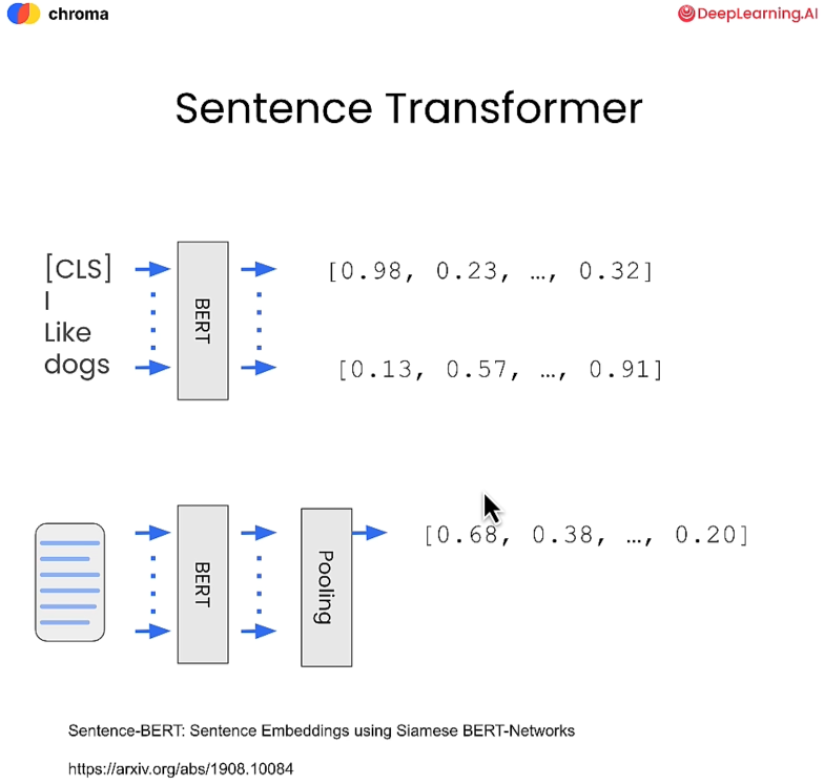 chroma
DeepLearning.AI
Sentence Transformer
[CLS]
I
Like
dogs
BERT
[0.98, 0.23, …, 0.32]
[0.13, 0.57, …, 0.91]
BERT
Pooling
[0.68, 0.38, …, 0.20]
Sentence-BERT: Sentence Embeddings using Siamese BERT-Networks
https://arxiv.org/abs/1908.10084